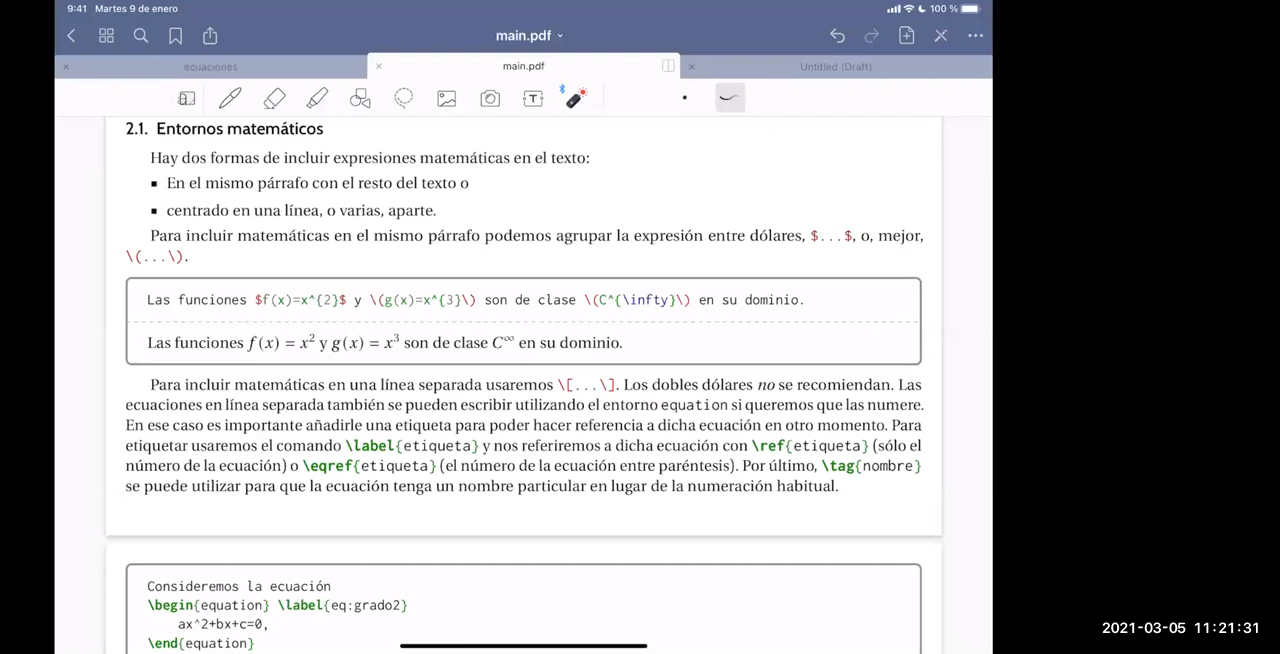 9:41 Martes 9 de enero
100 %
main.pdf
ecuaciones
main.pdf
Untitled (Draft)
2.1. Entornos matemáticos
Hay dos formas de incluir expresiones matemáticas en el texto:
▪ En el mismo párrafo con el resto del texto o
▪ centrado en una línea, o varias, aparte.
Para incluir matemáticas en el mismo párrafo podemos agrupar la expresión entre dólares, $...$, o, mejor,
\(...\).
Las funciones $f(x)=x^{2}$ y \(g(x)=x^{3}\) son de clase \(C^{\infty}\) en su dominio.
Las funciones f(x) = x² y g(x) = x³ son de clase C^∞ en su dominio.
Para incluir matemáticas en una línea separada usaremos \[...\]. Los dobles dólares no se recomiendan. Las
ecuaciones en línea separada también se pueden escribir utilizando el entorno equation si queremos que las numere.
En ese caso es importante añadirle una etiqueta para poder hacer referencia a dicha ecuación en otro momento. Para
etiquetar usaremos el comando \label{etiqueta} y nos referiremos a dicha ecuación con \ref{etiqueta} (sólo el
número de la ecuación) o \eqref{etiqueta} (el número de la ecuación entre paréntesis). Por último, \tag{nombre}
se puede utilizar para que la ecuación tenga un nombre particular en lugar de la numeración habitual.
Consideremos la ecuación
\begin{equation} \label{eq:grado2}
ax^2+bx+c=0,
\end{equation}
2021-03-05 11:21:31